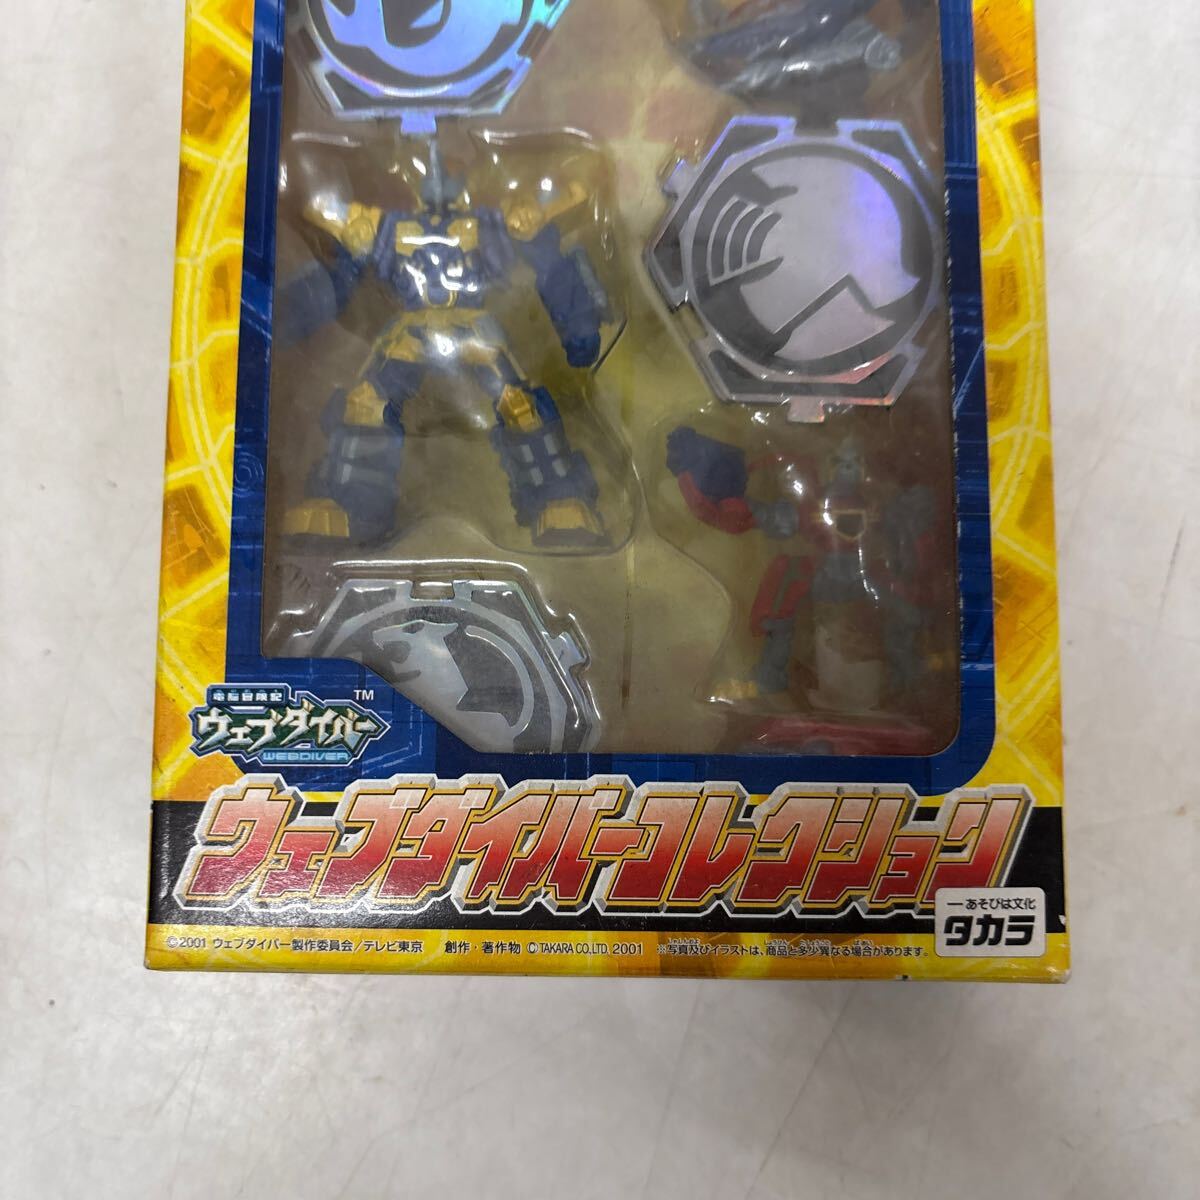 電脳冒険記
ウェブダイバー
TM
WEBDIVER
ウェブダイバーコレクション
あそびは文化
タカラ
©2001 ウェブダイバー製作委員会/テレビ東京 創作・著作物 ©TAKARA CO.,LTD. 2001 ※写真及びイラストは、商品と多少異なる場合があります。